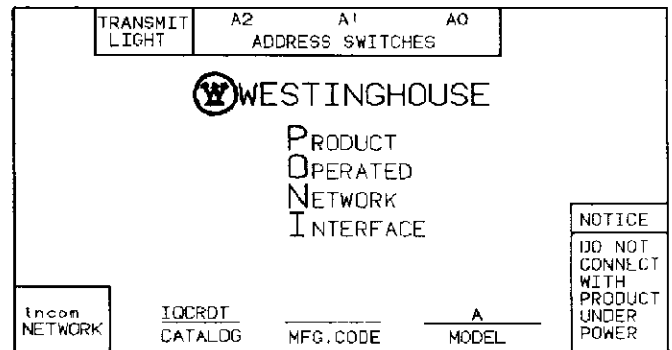 TRANSMIT
LIGHT
A2 A1 A0
ADDRESS SWITCHES
WESTINGHOUSE
PRODUCT
OPERATED
NETWORK
INTERFACE
NOTICE
DO NOT
CONNECT
WITH
PRODUCT
UNDER
POWER
Incom
NETWORK
IQCRDT
CATALOG
MFG.CODE
A
MODEL